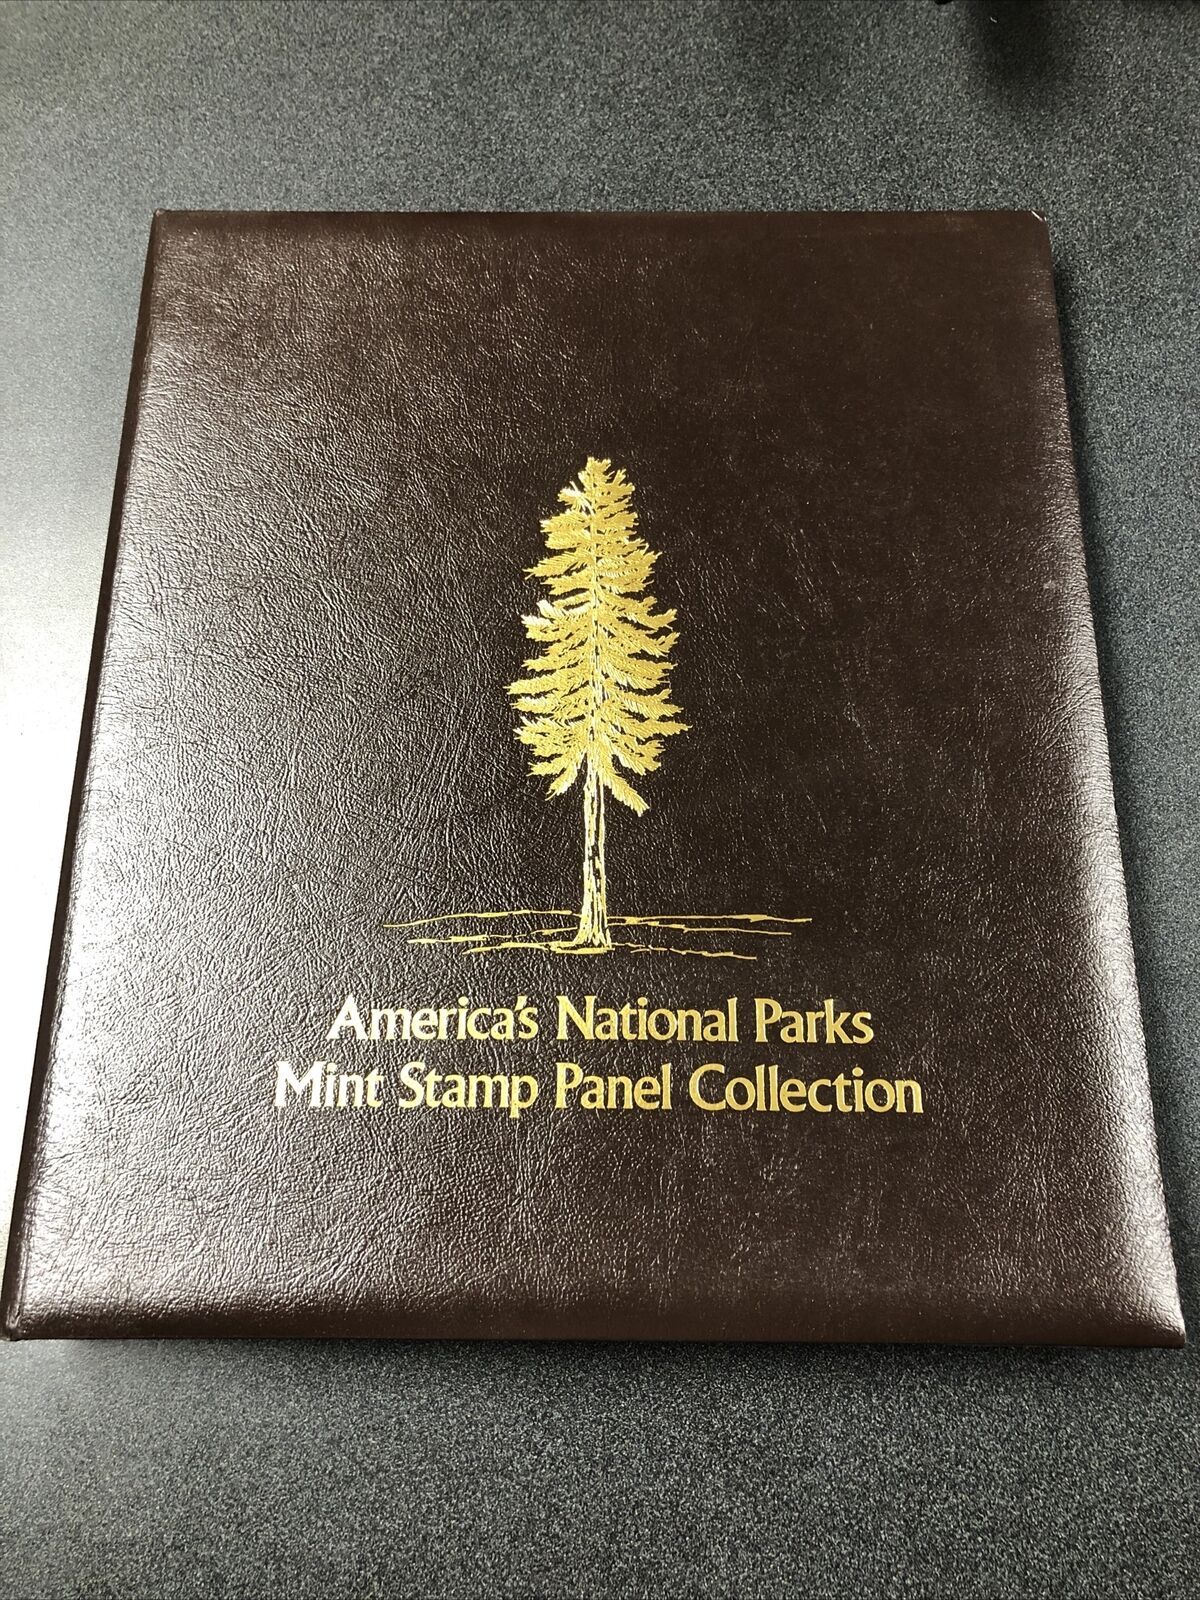 America's National Parks
Mint Stamp Panel Collection